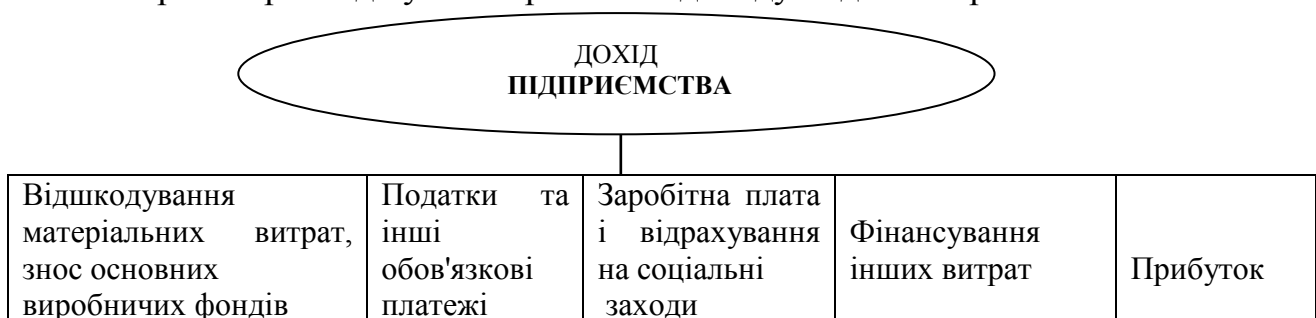 ДОХІД
ПІДПРИЄМСТВА
Відшкодування
матеріальних витрат,
знос основних
виробничих фондів
Податки та
інші
обов'язкові
платежі
Заробітна плата
і відрахування
на соціальні
заходи
Фінансування
інших витрат
Прибуток